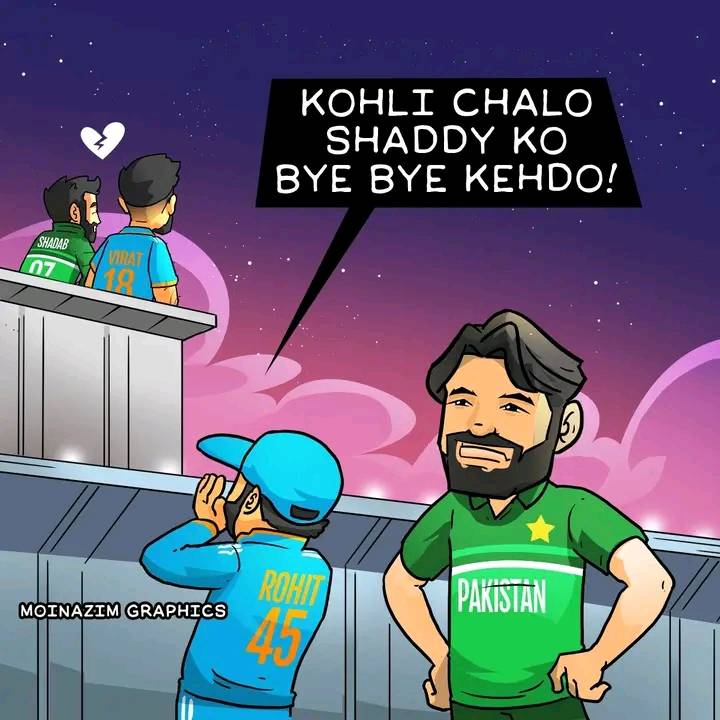 KOHLI CHALO
SHADDY KO
BYE BYE KEHDO!
SHADAB
07
VIRAT
18
ROHIT
45
PAKISTAN
MOINAZIM GRAPHICS